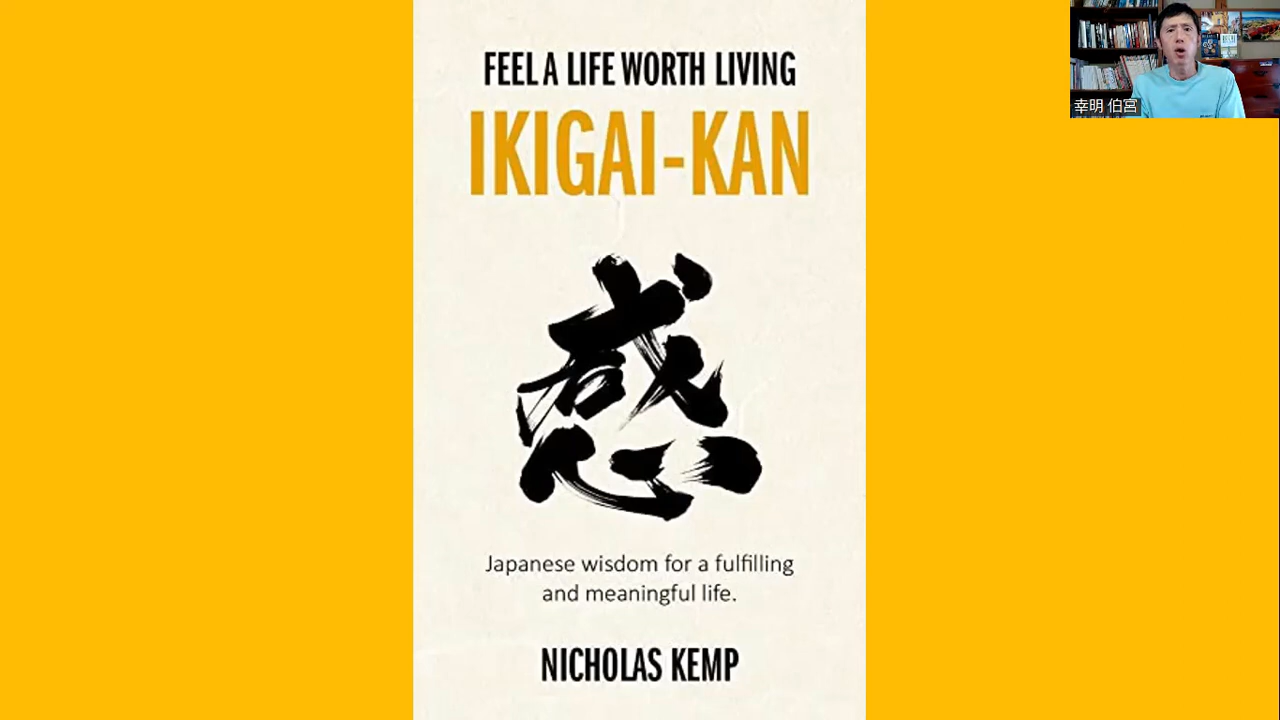 FEEL A LIFE WORTH LIVING
IKIGAI-KAN
感
Japanese wisdom for a fulfilling
and meaningful life.
NICHOLAS KEMP
幸明 伯宮